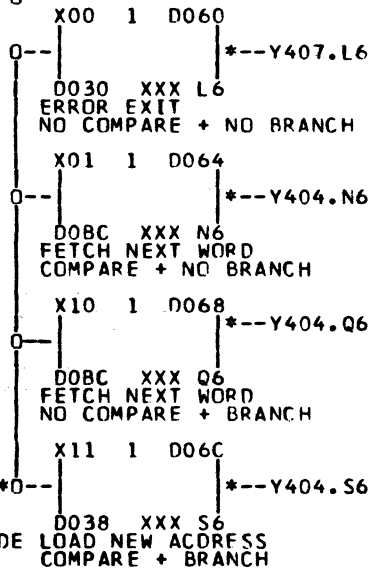 X00 1 D060
0-- *--Y407.L6
D030 XXX L6
ERROR EXIT
NO COMPARE + NO BRANCH
X01 1 D064
0-- *--Y404.N6
D0BC XXX N6
FETCH NEXT WORD
COMPARE + NO BRANCH
X10 1 D068
0-- *--Y404.Q6
D0BC XXX Q6
FETCH NEXT WORD
NO COMPARE + BRANCH
X11 1 D06C
*0-- *--Y404.S6
D038 XXX S6
DE LOAD NEW ACDRESS
COMPARE + BRANCH